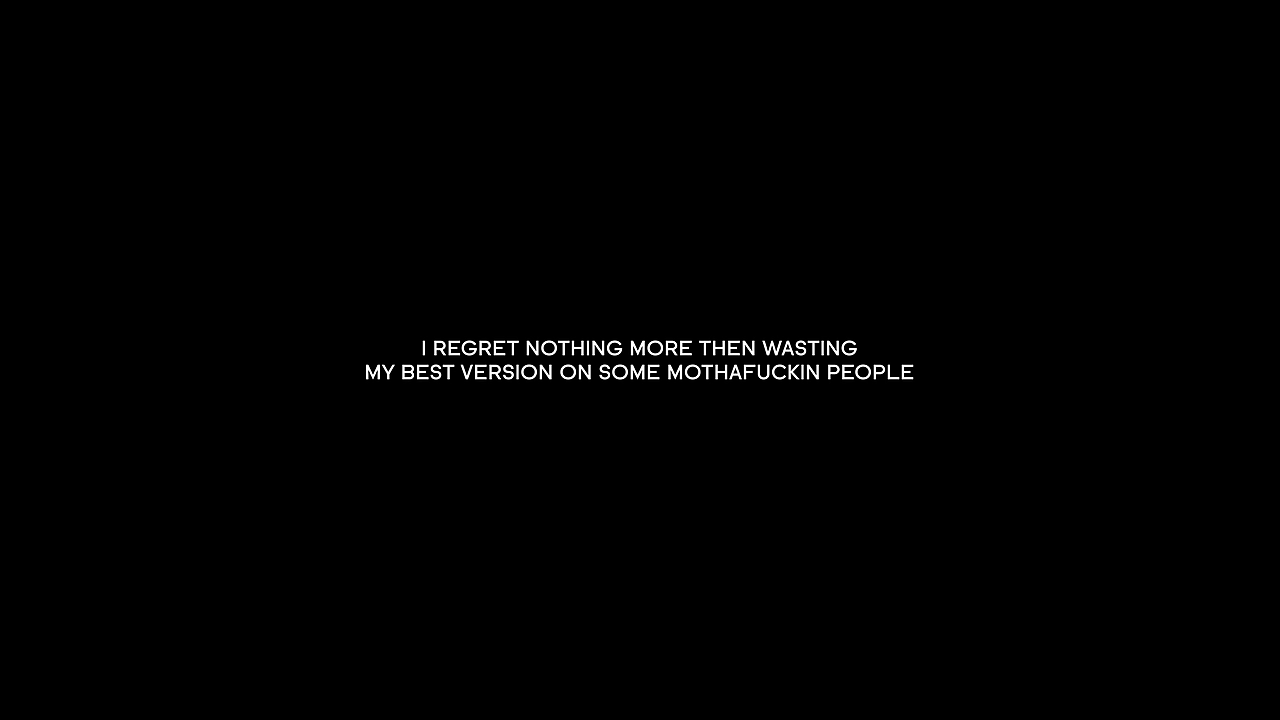 I REGRET NOTHING MORE THEN WASTING
MY BEST VERSION ON SOME MOTHAFUCKIN PEOPLE